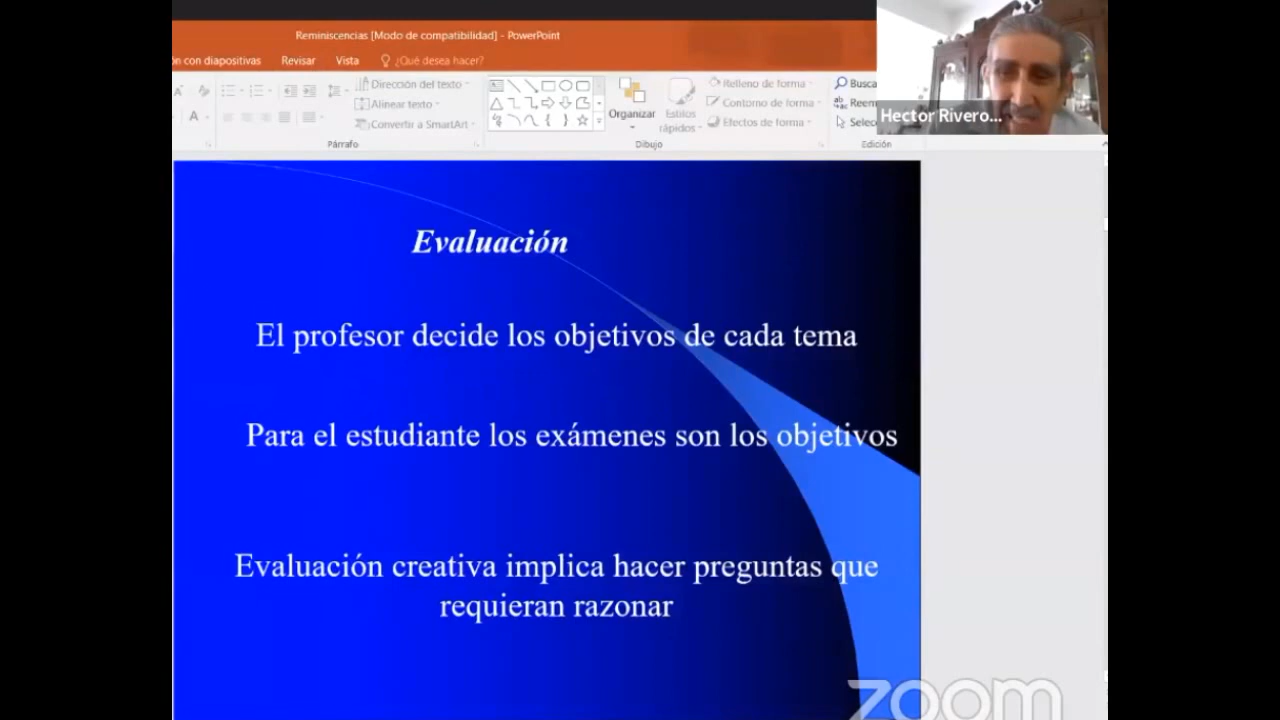 Reminiscencias [Modo de compatibilidad] - PowerPoint
ón con diapositivas Revisar Vista ¿Qué desea hacer?
Dirección del texto
Alinear texto
Convertir a SmartArt
Organizar
Estilos
rápidos
Relleno de forma
Contorno de forma
Efectos de forma
Busca
Reem
Selec
Párrafo Dibujo Edición
Hector Rivero...
Evaluación
El profesor decide los objetivos de cada tema
Para el estudiante los exámenes son los objetivos
Evaluación creativa implica hacer preguntas que
requieran razonar
zoom